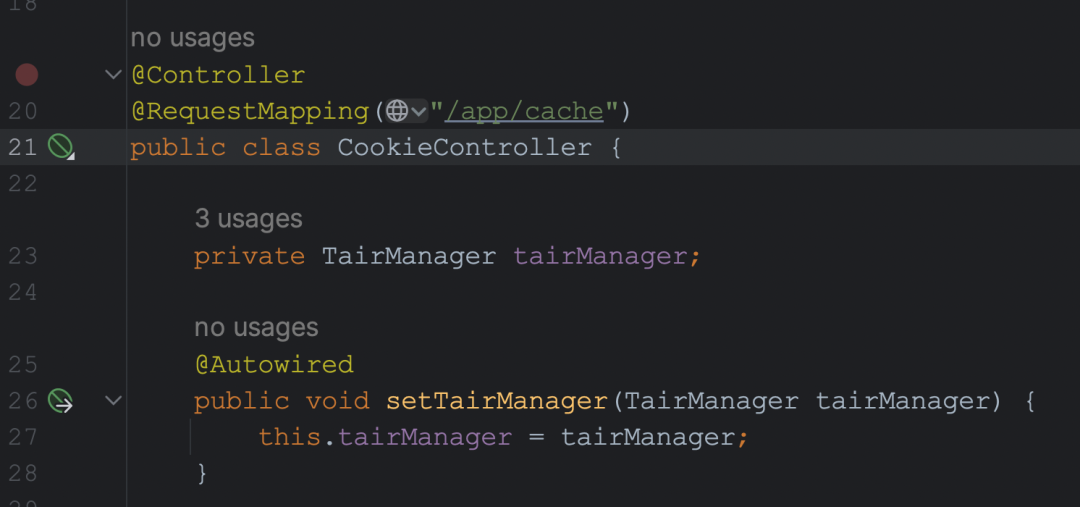 18
no usages
@Controller
20 @RequestMapping("/app/cache")
21 public class CookieController {
22
3 usages
23 private TairManager tairManager;
24
no usages
25 @Autowired
26 public void setTairManager(TairManager tairManager) {
27 this.tairManager = tairManager;
28 }